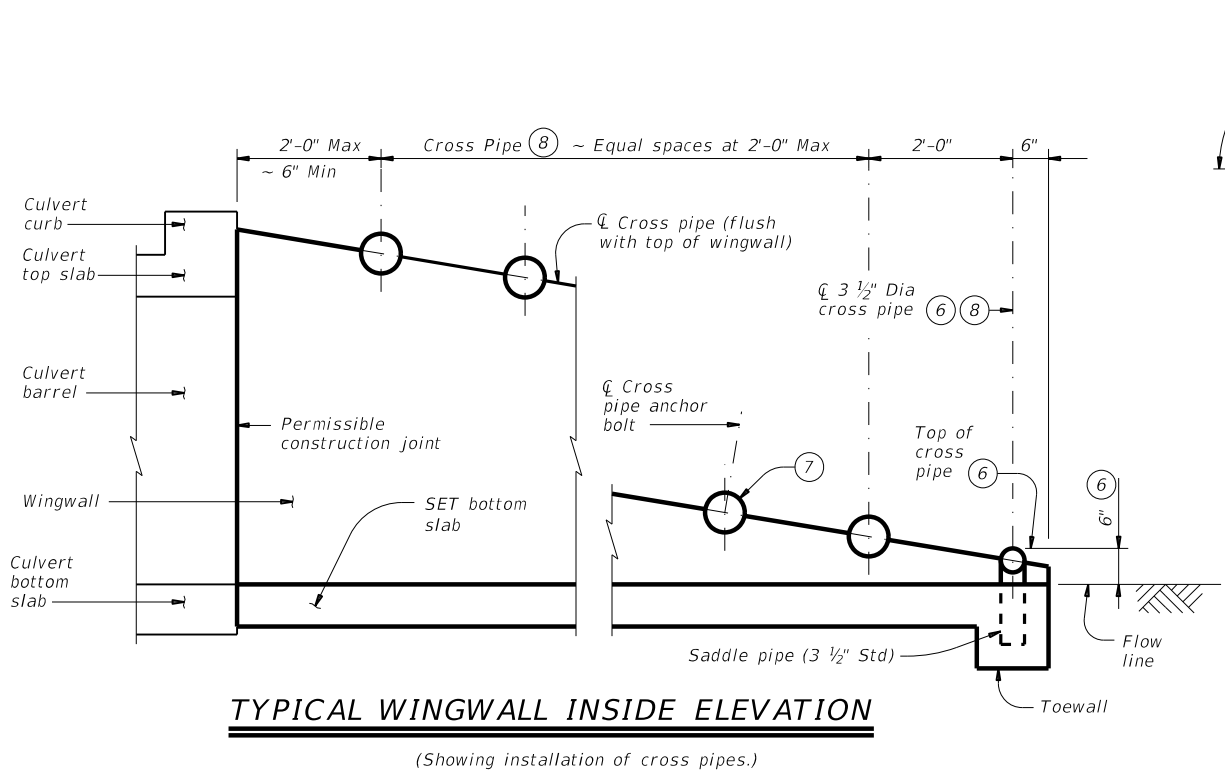 2'-0" Max
~ 6" Min
Cross Pipe 8 ~ Equal spaces at 2'-0" Max
2'-0"
6"
Culvert
curb
Culvert
top slab
℄ Cross pipe (flush
with top of wingwall)
℄ 3 ½" Dia
cross pipe 6 8
Culvert
barrel
℄ Cross
pipe anchor
bolt
Permissible
construction joint
Top of
cross
pipe 6
7
6
6"
Wingwall
SET bottom
slab
Culvert
bottom
slab
Saddle pipe (3 ½" Std)
Flow
line
Toewall
TYPICAL WINGWALL INSIDE ELEVATION
(Showing installation of cross pipes.)